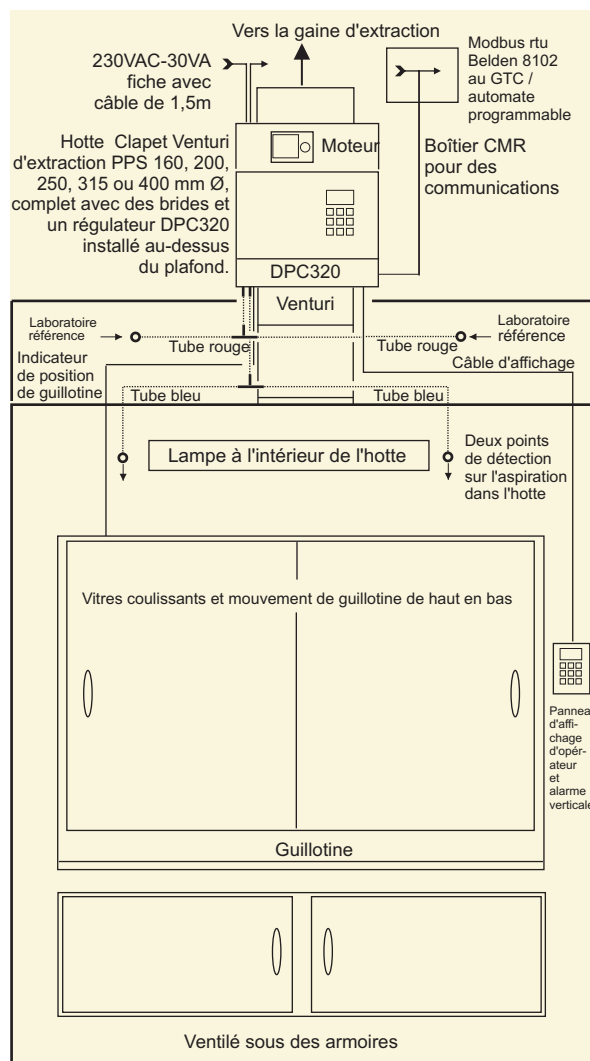 Vers la gaine d'extraction
230VAC-30VA
fiche avec
câble de 1,5m
Modbus rtu
Belden 8102
au GTC /
automate
programmable
Hotte Clapet Venturi
d'extraction PPS 160, 200,
250, 315 ou 400 mm Ø,
complet avec des brides et
un régulateur DPC320
installé au-dessus
du plafond.
Moteur
Boîtier CMR
pour des
communications
DPC320
Venturi
Laboratoire
référence
Tube rouge
Tube rouge
Laboratoire
référence
Indicateur
de position
de guillotine
Câble d'affichage
Tube bleu
Tube bleu
Lampe à l'intérieur de l'hotte
Deux points
de détection
sur l'aspiration
dans l'hotte
Vitres coulissants et mouvement de guillotine de haut en bas
Pannea
d'affi-
chage
d'opér-
ateur
et
alarme
verticale
Guillotine
Ventilé sous des armoires